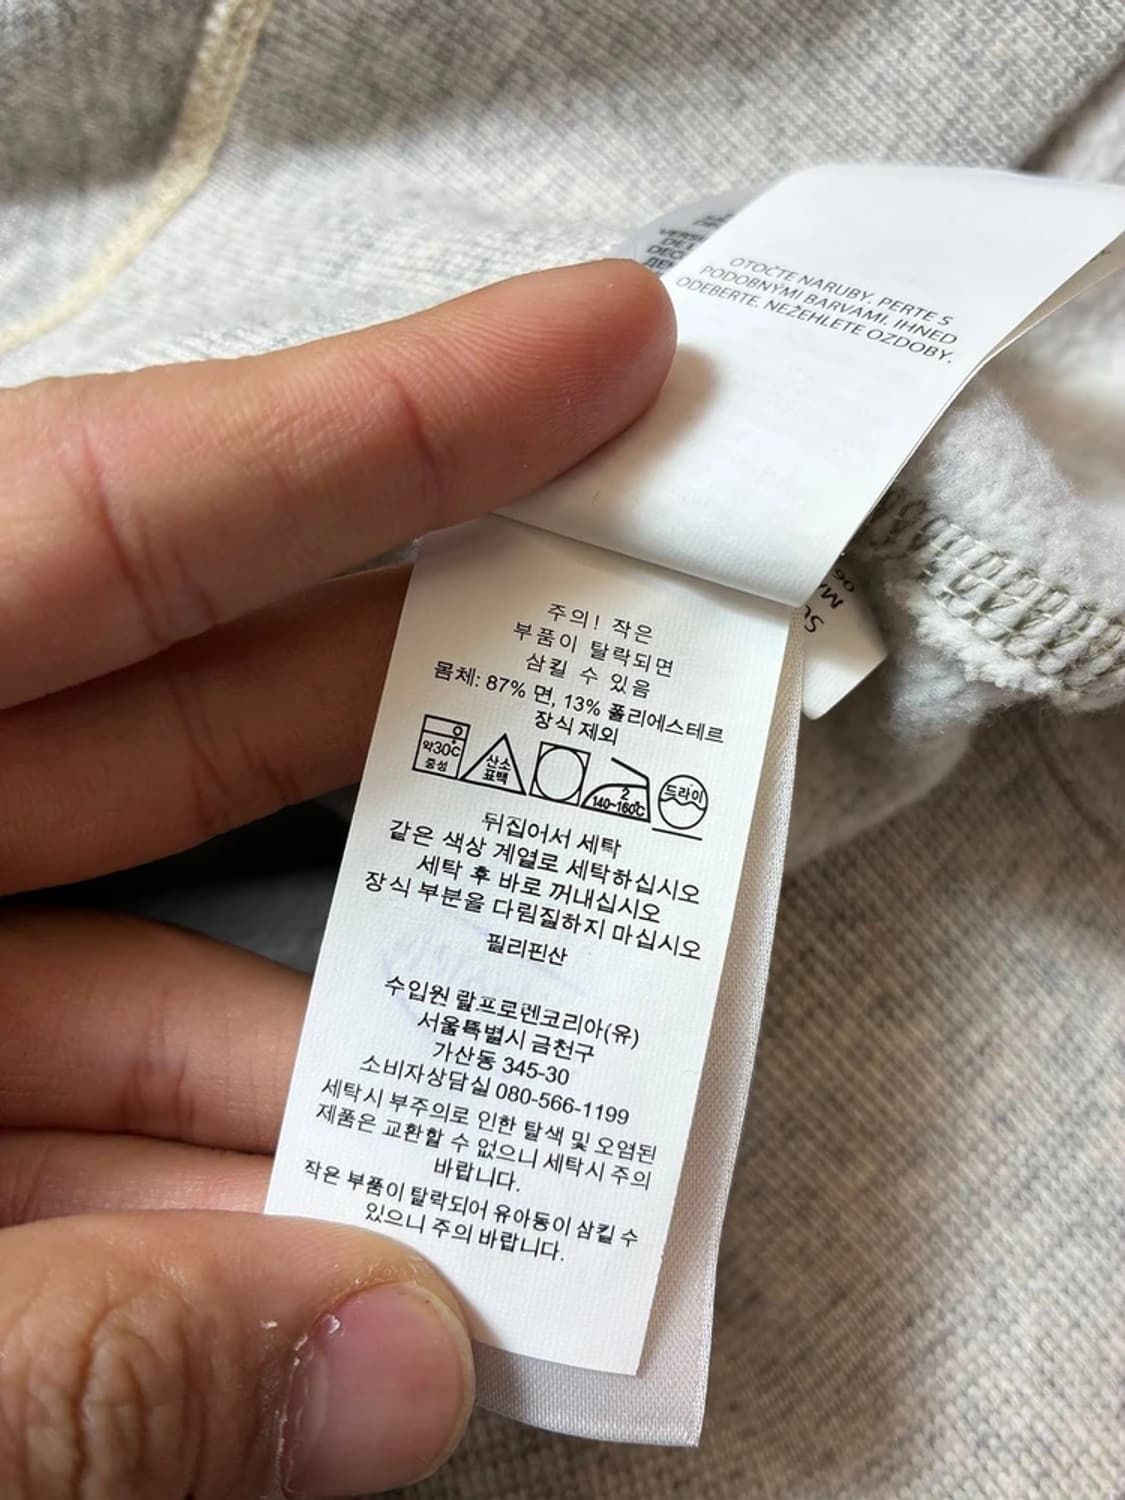 VERS
DE L
DECO
OTOČTE NARUBY. PERTE S
PODOBNÝMI BARVAMI. IHNED
ODEBERTE. NEŽEHLETE OZDOBY.
06
MA
주의! 작은
부품이 탈락되면
삼킬 수 있음
몸체: 87% 면, 13% 폴리에스테르
장식 제외
약30℃
중성
산소
표백
2
140~160℃
드라이
뒤집어서 세탁
같은 색상 계열로 세탁하십시오
세탁 후 바로 꺼내십시오
장식 부분을 다림질하지 마십시오
필리핀산
수입원 랄프로렌코리아(유)
서울특별시 금천구
가산동 345-30
소비자상담실 080-566-1199
세탁시 부주의로 인한 탈색 및 오염된
제품은 교환할 수 없으니 세탁시 주의
바랍니다.
작은 부품이 탈락되어 유아동이 삼킬 수
있으니 주의 바랍니다.